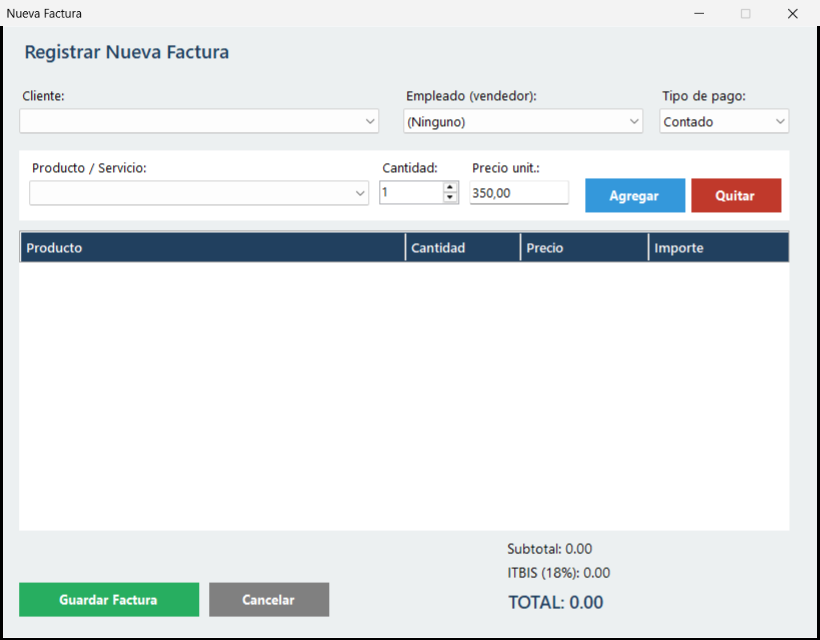 Nueva Factura
Registrar Nueva Factura
Cliente: Empleado (vendedor): Tipo de pago:
(Ninguno) Contado
Producto / Servicio: Cantidad: Precio unit.:
1 350,00 Agregar Quitar
Producto Cantidad Precio Importe
Subtotal: 0.00
ITBIS (18%): 0.00
Guardar Factura Cancelar TOTAL: 0.00